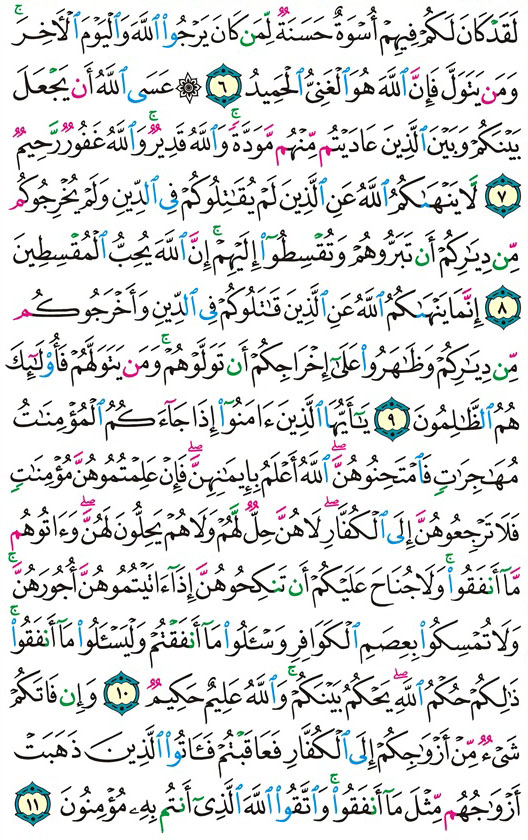 لَقَدْ كَانَ لَكُمْ فِيهِمْ أُسْوَةٌ حَسَنَةٌ لِّمَن كَانَ يَرْجُوا۟ ٱللَّهَ وَٱلْيَوْمَ ٱلْـَٔاخِرَ ۚ
وَمَن يَتَوَلَّ فَإِنَّ ٱللَّهَ هُوَ ٱلْغَنِىُّ ٱلْحَمِيدُ ٦ ۞ عَسَى ٱللَّهُ أَن يَجْعَلَ
بَيْنَكُمْ وَبَيْنَ ٱلَّذِينَ عَادَيْتُم مِّنْهُم مَّوَدَّةً ۚ وَٱللَّهُ قَدِيرٌ ۚ وَٱللَّهُ غَفُورٌ رَّحِيمٌ
٧ لَّا يَنْهَىٰكُمُ ٱللَّهُ عَنِ ٱلَّذِينَ لَمْ يُقَـٰتِلُوكُمْ فِى ٱلدِّينِ وَلَمْ يُخْرِجُوكُم
مِّن دِيَـٰرِكُمْ أَن تَبَرُّوهُمْ وَتُقْسِطُوٓا۟ إِلَيْهِمْ ۚ إِنَّ ٱللَّهَ يُحِبُّ ٱلْمُقْسِطِينَ
٨ إِنَّمَا يَنْهَىٰكُمُ ٱللَّهُ عَنِ ٱلَّذِينَ قَـٰتَلُوكُمْ فِى ٱلدِّينِ وَأَخْرَجُوكُم
مِّن دِيَـٰرِكُمْ وَظَـٰهَرُوا۟ عَلَىٰٓ إِخْرَاجِكُمْ أَن تَوَلَّوْهُمْ ۚ وَمَن يَتَوَلَّهُمْ فَأُو۟لَـٰٓئِكَ
هُمُ ٱلظَّـٰلِمُونَ ٩ يَـٰٓأَيُّهَا ٱلَّذِينَ ءَامَنُوٓا۟ إِذَا جَآءَكُمُ ٱلْمُؤْمِنَـٰتُ
مُهَـٰجِرَٰتٍ فَٱمْتَحِنُوهُنَّ ۖ ٱللَّهُ أَعْلَمُ بِإِيمَـٰنِهِنَّ ۖ فَإِنْ عَلِمْتُمُوهُنَّ مُؤْمِنَـٰتٍ
فَلَا تَرْجِعُوهُنَّ إِلَى ٱلْكُفَّارِ ۖ لَا هُنَّ حِلٌّ لَّهُمْ وَلَا هُمْ يَحِلُّونَ لَهُنَّ ۖ وَءَاتُوهُم
مَّآ أَنفَقُوا۟ ۚ وَلَا جُنَاحَ عَلَيْكُمْ أَن تَنكِحُوهُنَّ إِذَآ ءَاتَيْتُمُوهُنَّ أُجُورَهُنَّ ۚ
وَلَا تُمْسِكُوا۟ بِعِصَمِ ٱلْكَوَافِرِ وَسْـَٔلُوا۟ مَآ أَنفَقْتُمْ وَلْيَسْـَٔلُوا۟ مَآ أَنفَقُوا۟ ۚ
ذَٰلِكُمْ حُكْمُ ٱللَّهِ ۖ يَحْكُمُ بَيْنَكُمْ ۚ وَٱللَّهُ عَلِيمٌ حَكِيمٌ ١٠ وَإِن فَاتَكُمْ
شَىْءٌ مِّنْ أَزْوَٰجِكُمْ إِلَى ٱلْكُفَّارِ فَعَاقَبْتُمْ فَـَٔاتُوا۟ ٱلَّذِينَ ذَهَبَتْ
أَزْوَٰجُهُم مِّثْلَ مَآ أَنفَقُوا۟ ۚ وَٱتَّقُوا۟ ٱللَّهَ ٱلَّذِىٓ أَنتُم بِهِۦ مُؤْمِنُونَ ١١